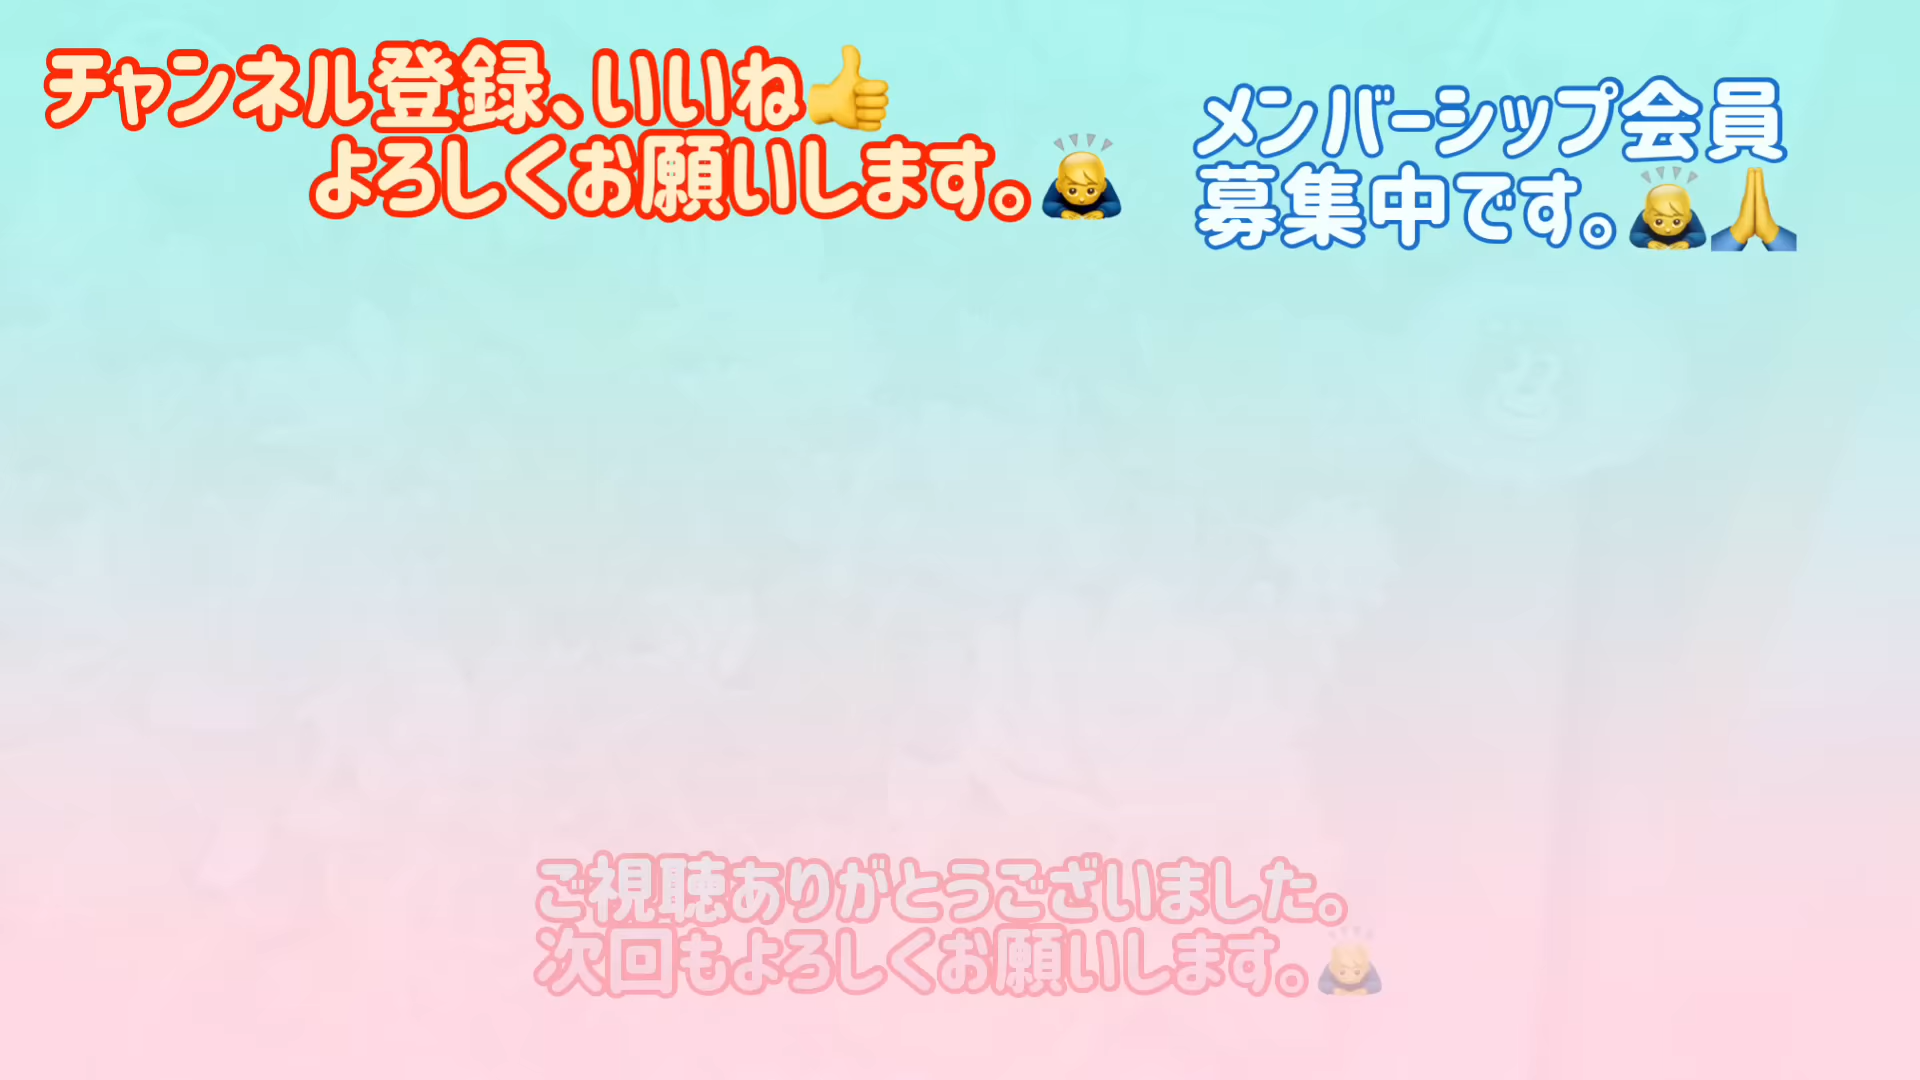 チャンネル登録、いいね👍
よろしくお願いします。🙇
メンバーシップ会員
募集中です。🙇🙏
ご視聴ありがとうございました。
次回もよろしくお願いします。🙇